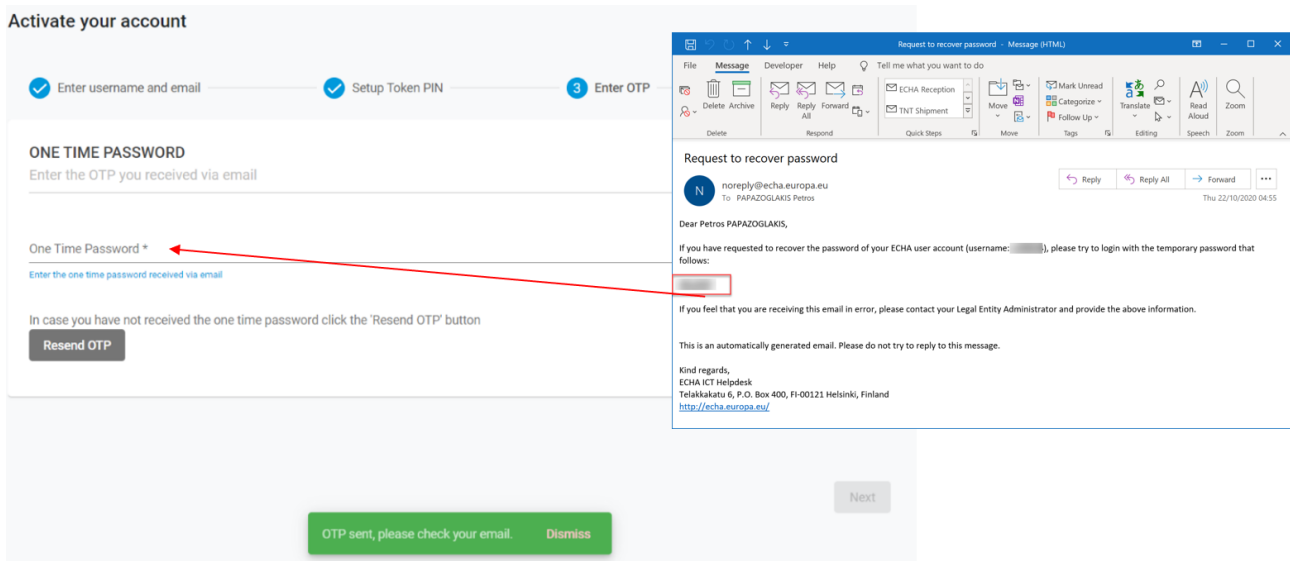 Activate your account
Enter username and email
Setup Token PIN
3 Enter OTP
ONE TIME PASSWORD
Enter the OTP you received via email
One Time Password *
Enter the one time password received via email
In case you have not received the one time password click the 'Resend OTP' button
Resend OTP
Next
OTP sent, please check your email. Dismiss
Request to recover password - Message (HTML)
File Message Developer Help Tell me what you want to do
Delete Archive
Reply Reply All Forward
ECHA Reception
TNT Shipment
Move
Mark Unread
Categorize
Follow Up
Translate
Read Aloud
Zoom
Delete Respond Quick Steps Move Tags Editing Speech Zoom
Request to recover password
N
noreply@echa.europa.eu
To PAPAZOGLAKIS Petros
Reply Reply All Forward
Thu 22/10/2020 04:55
Dear Petros PAPAZOGLAKIS,
If you have requested to recover the password of your ECHA user account (username: ), please try to login with the temporary password that
follows:
If you feel that you are receiving this email in error, please contact your Legal Entity Administrator and provide the above information.
This is an automatically generated email. Please do not try to reply to this message.
Kind regards,
ECHA ICT Helpdesk
Telakkakatu 6, P.O. Box 400, FI-00121 Helsinki, Finland
http://echa.europa.eu/